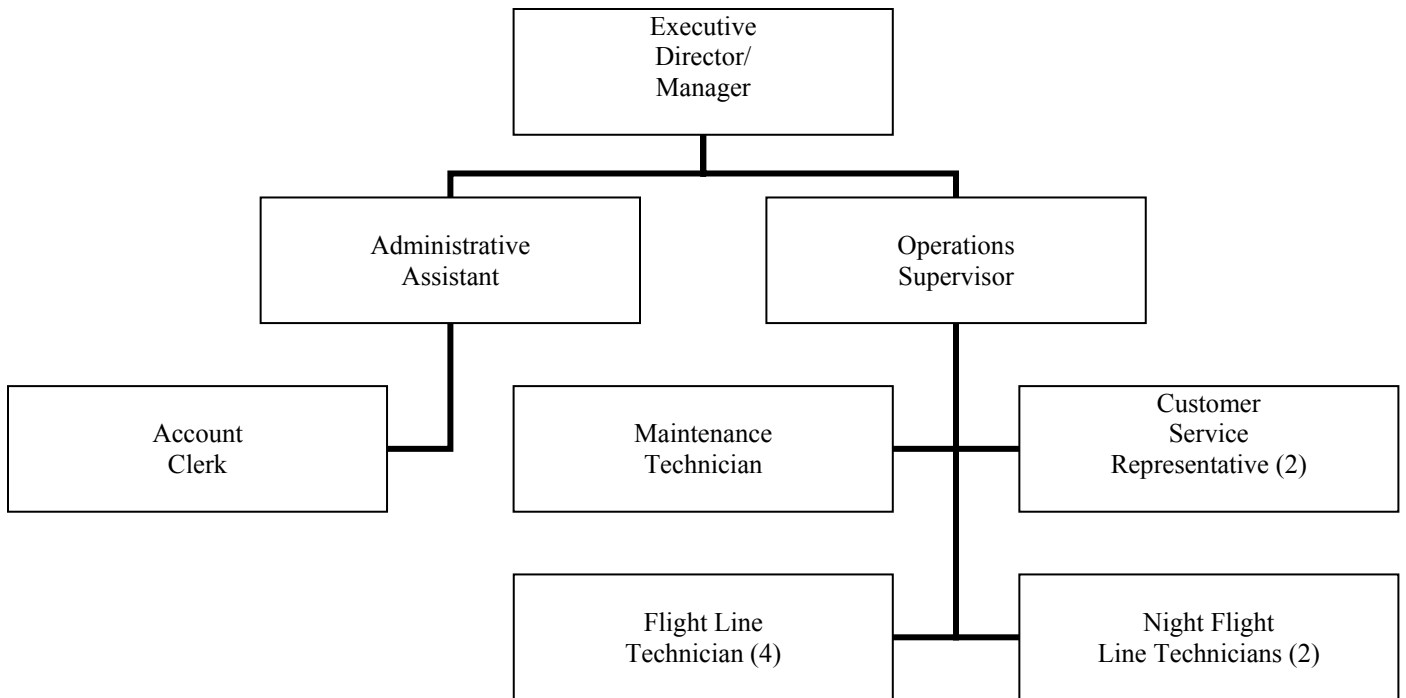 Executive
Director/
Manager
Administrative
Assistant
Operations
Supervisor
Account
Clerk
Maintenance
Technician
Customer
Service
Representative (2)
Flight Line
Technician (4)
Night Flight
Line Technicians (2)